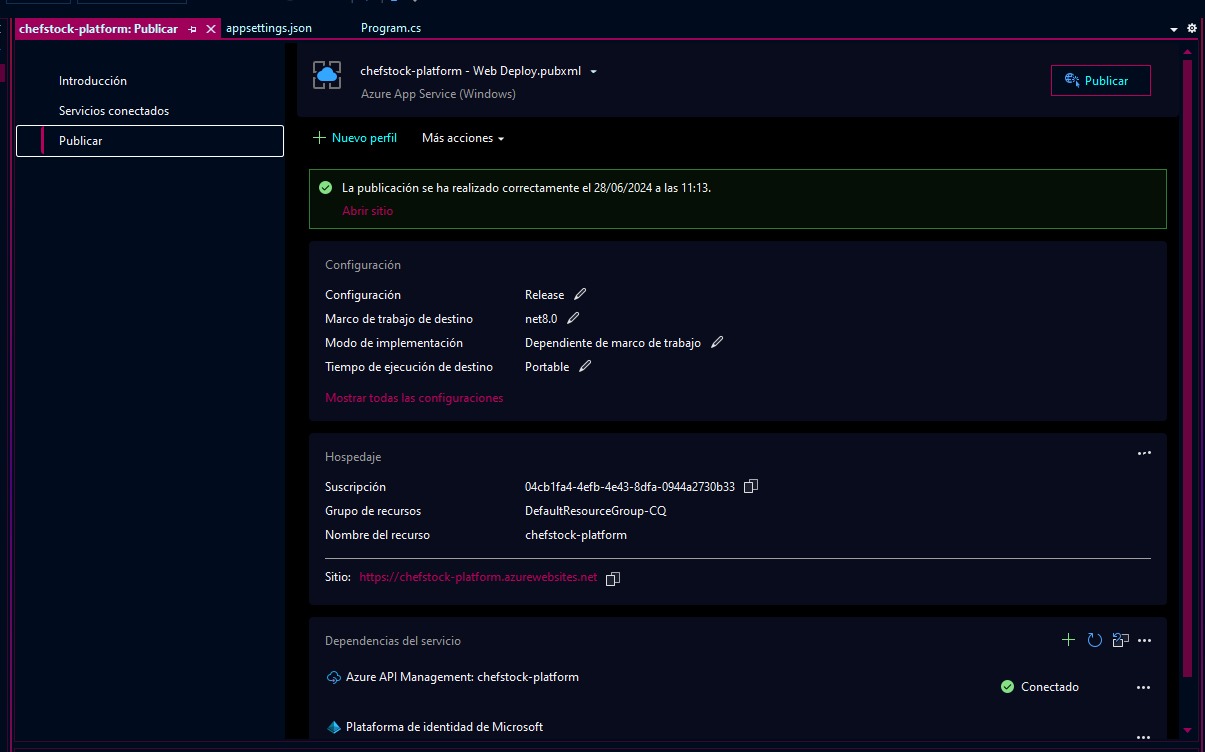 chefstock-platform: Publicar
appsettings.json
Program.cs
Introducción
Servicios conectados
Publicar
chefstock-platform - Web Deploy.pubxml
Azure App Service (Windows)
Publicar
Nuevo perfil
Más acciones
La publicación se ha realizado correctamente el 28/06/2024 a las 11:13.
Abrir sitio
Configuración
Configuración Release
Marco de trabajo de destino net8.0
Modo de implementación Dependiente de marco de trabajo
Tiempo de ejecución de destino Portable
Mostrar todas las configuraciones
Hospedaje
Suscripción 04cb1fa4-4efb-4e43-8dfa-0944a2730b33
Grupo de recursos DefaultResourceGroup-CQ
Nombre del recurso chefstock-platform
Sitio: https://chefstock-platform.azurewebsites.net
Dependencias del servicio
Azure API Management: chefstock-platform
Conectado
Plataforma de identidad de Microsoft